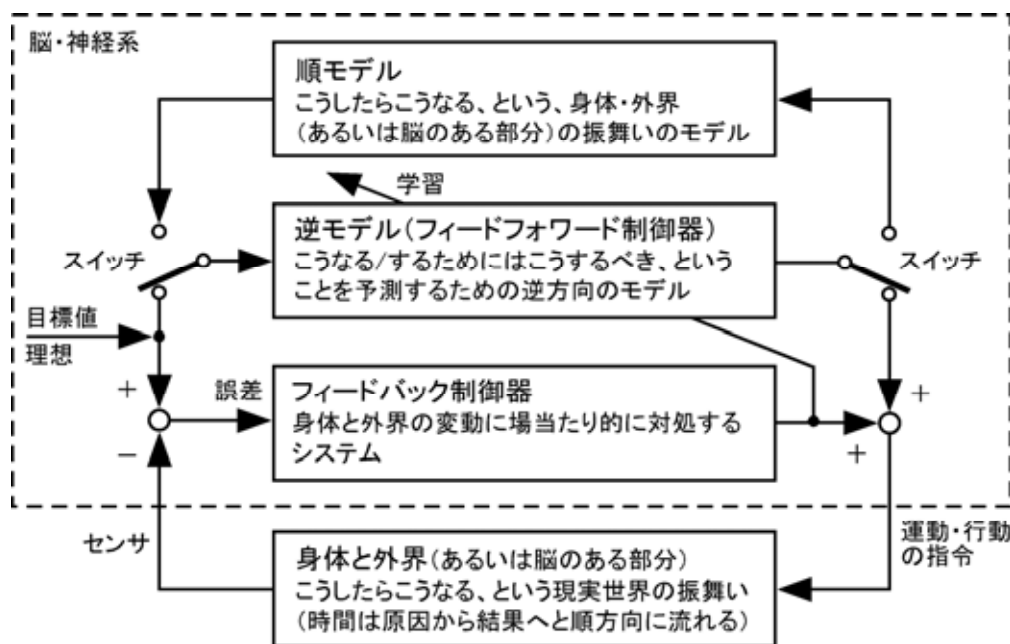 脳・神経系
順モデル
こうしたらこうなる、という、身体・外界
（あるいは脳のある部分）の振舞いのモデル
学習
スイッチ
逆モデル（フィードフォワード制御器）
こうなる/するためにはこうするべき、という
ことを予測するための逆方向のモデル
スイッチ
目標値
理想
＋
誤差
フィードバック制御器
身体と外界の変動に場当たり的に対処する
システム
＋
＋
－
センサ
身体と外界（あるいは脳のある部分）
こうしたらこうなる、という現実世界の振舞い
（時間は原因から結果へと順方向に流れる）
運動・行動
の指令